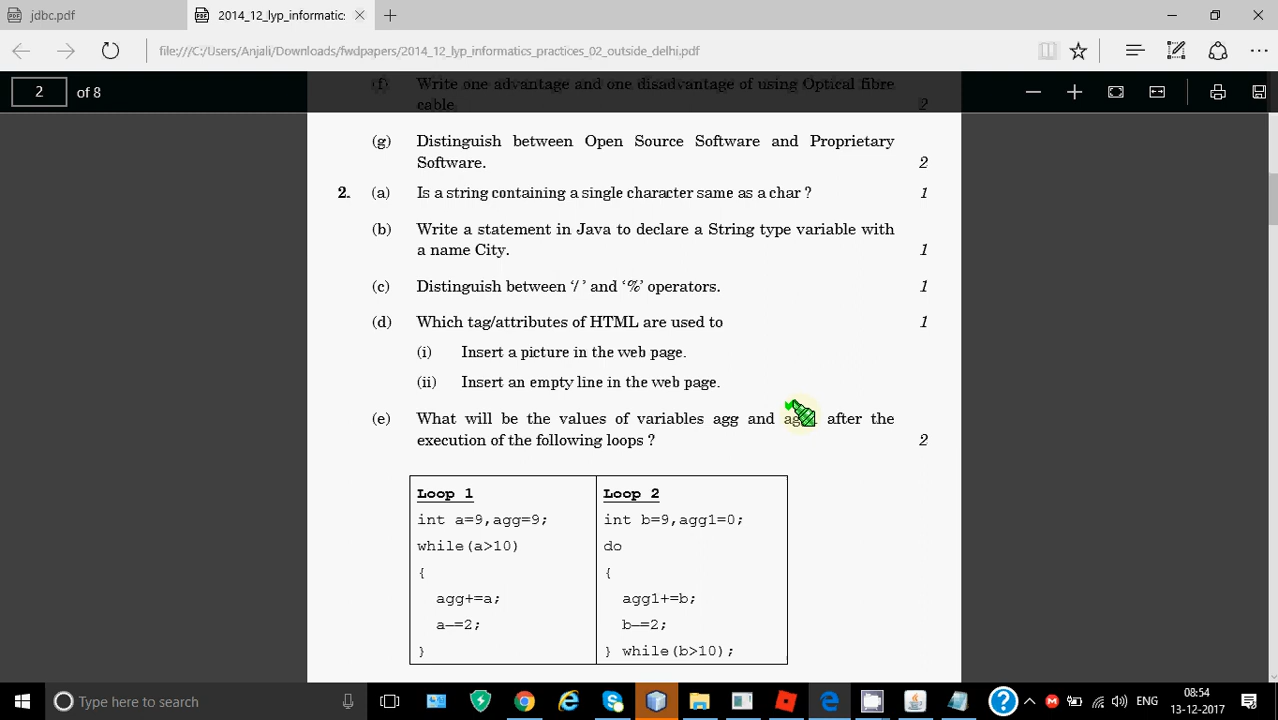 jdbc.pdf
2014_12_lyp_informatic:
file:///C:/Users/Anjali/Downloads/fwdpapers/2014_12_lyp_informatics_practices_02_outside_delhi.pdf
2 of 8
(f) Write one advantage and one disadvantage of using Optical fibre
cable 2
(g) Distinguish between Open Source Software and Proprietary
Software. 2
2. (a) Is a string containing a single character same as a char ? 1
(b) Write a statement in Java to declare a String type variable with
a name City. 1
(c) Distinguish between ‘/ ’ and ‘%’ operators. 1
(d) Which tag/attributes of HTML are used to 1
(i) Insert a picture in the web page.
(ii) Insert an empty line in the web page.
(e) What will be the values of variables agg and after the
execution of the following loops ? 2
Loop 1
int a=9,agg=9;
while(a>10)
{
agg+=a;
a–=2;
}
Loop 2
int b=9,agg1=0;
do
{
agg1+=b;
b–=2;
} while(b>10);
Type here to search
ENG
08:54
13-12-2017